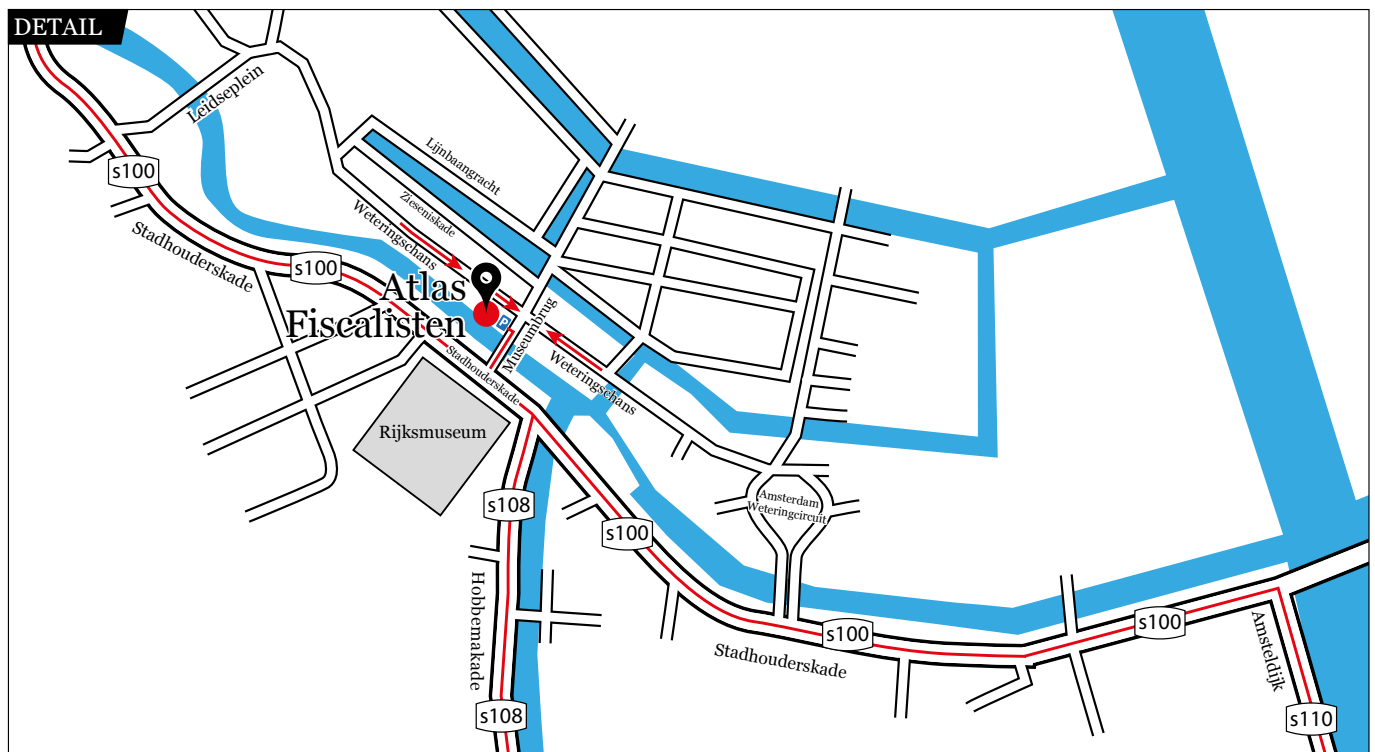 DETAIL
Leidseplein
Lijnbaangracht
s100
Zieseniskade
Weteringschans
Stadhouderskade
s100
Atlas
Fiscalisten
P
Museumbrug
Stadhouderskade
Weteringschans
Rijksmuseum
s108
Amsterdam
Weteringcircuit
s100
Hobbemakade
s100
s100
Stadhouderskade
Amsteldijk
s108
s110